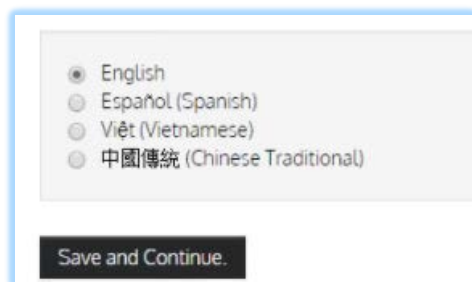 English
Español (Spanish)
Việt (Vietnamese)
中國傳統 (Chinese Traditional)
Save and Continue.